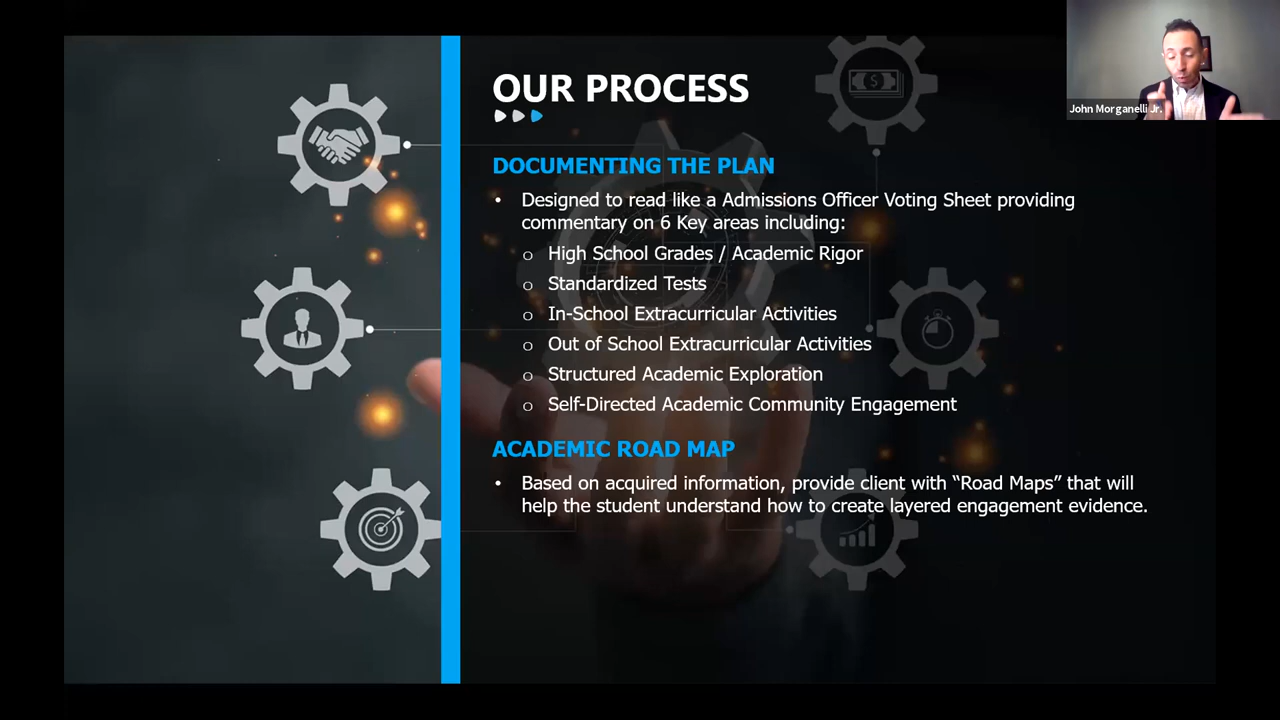 OUR PROCESS
John Morganelli Jr.
DOCUMENTING THE PLAN
• Designed to read like a Admissions Officer Voting Sheet providing
commentary on 6 Key areas including:
o High School Grades / Academic Rigor
o Standardized Tests
o In-School Extracurricular Activities
o Out of School Extracurricular Activities
o Structured Academic Exploration
o Self-Directed Academic Community Engagement
ACADEMIC ROAD MAP
• Based on acquired information, provide client with “Road Maps” that will
help the student understand how to create layered engagement evidence.